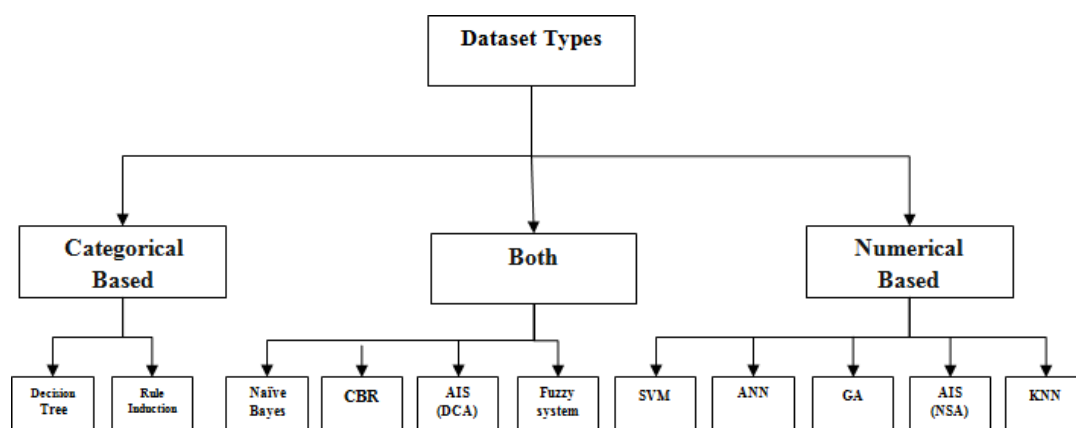 Dataset Types
Categorical
Based
Both
Numerical
Based
Decision
Tree
Rule
Induction
Naïve
Bayes
CBR
AIS
(DCA)
Fuzzy
system
SVM
ANN
GA
AIS
(NSA)
KNN